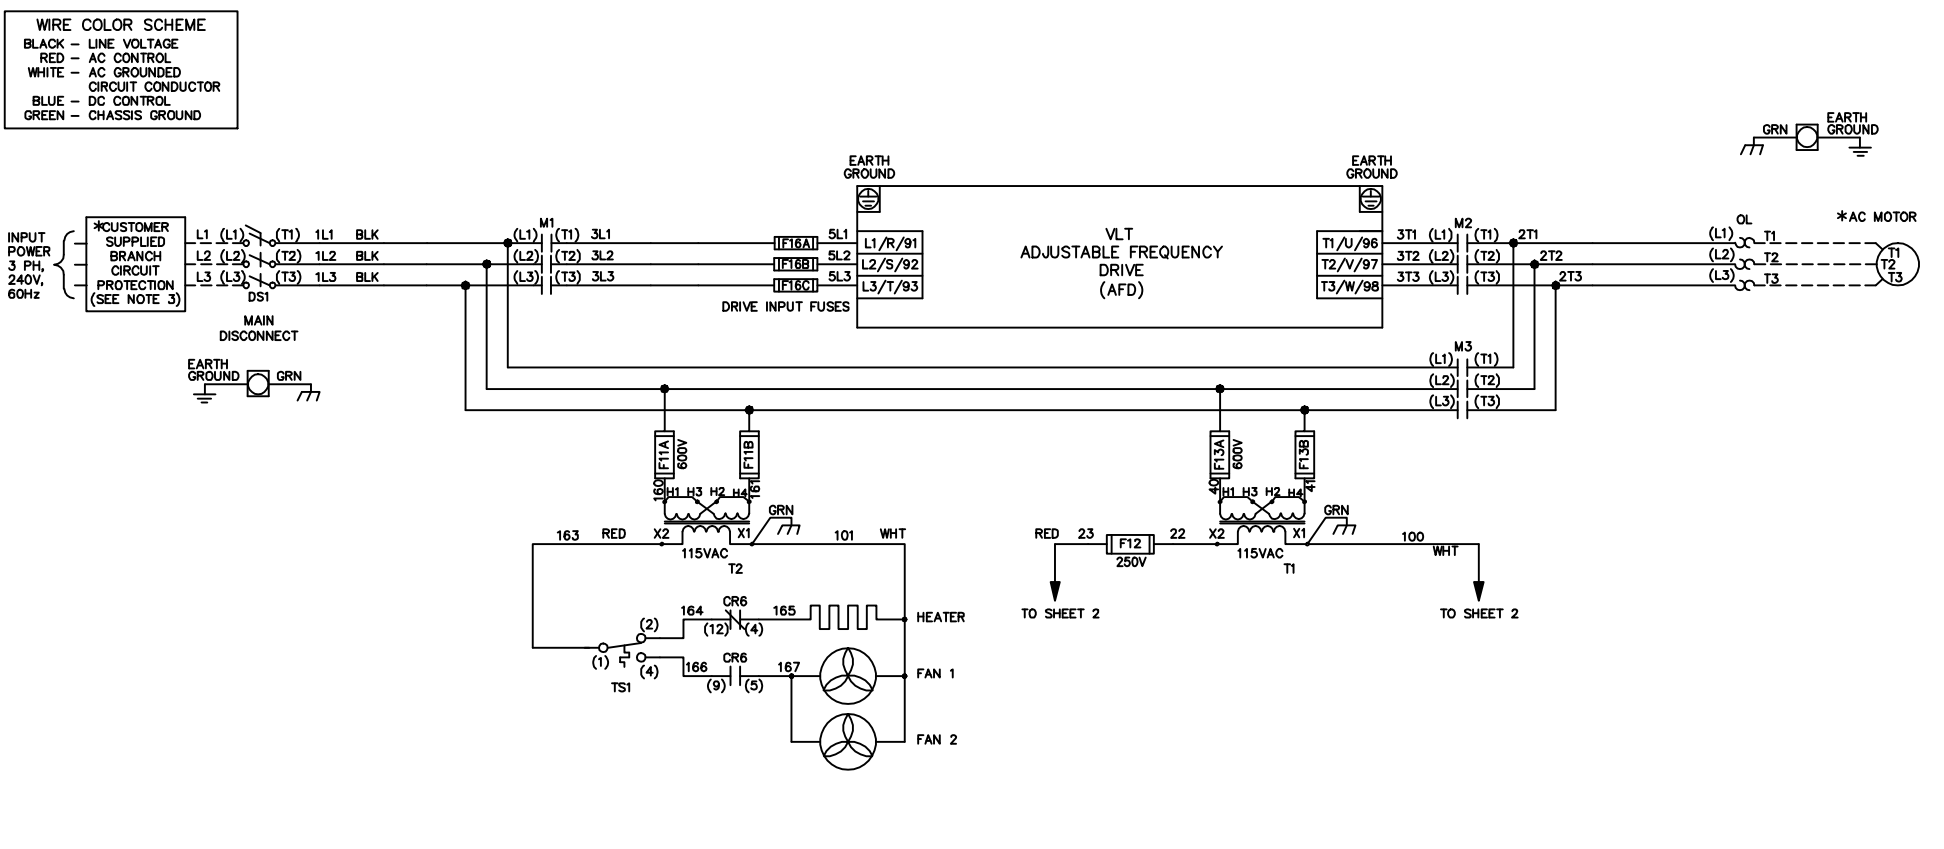 WIRE COLOR SCHEME
BLACK – LINE VOLTAGE
RED – AC CONTROL
WHITE – AC GROUNDED
CIRCUIT CONDUCTOR
BLUE – DC CONTROL
GREEN – CHASSIS GROUND
GRN
EARTH
GROUND
INPUT
POWER
3 PH,
240V,
60Hz
*CUSTOMER
SUPPLIED
BRANCH
CIRCUIT
PROTECTION
(SEE NOTE 3)
L1 (L1) (T1) 1L1 BLK
L2 (L2) (T2) 1L2 BLK
L3 (L3) (T3) 1L3 BLK
DS1
MAIN
DISCONNECT
EARTH
GROUND
GRN
M1
(L1) (T1) 3L1
(L2) (T2) 3L2
(L3) (T3) 3L3
F16A 5L1
F16B 5L2
F16C 5L3
DRIVE INPUT FUSES
EARTH
GROUND
L1/R/91
L2/S/92
L3/T/93
VLT
ADJUSTABLE FREQUENCY
DRIVE
(AFD)
EARTH
GROUND
T1/U/96
T2/V/97
T3/W/98
M2
3T1 (L1) (T1) 2T1
3T2 (L2) (T2) 2T2
3T3 (L3) (T3) 2T3
OL
(L1) T1
(L2) T2
(L3) T3
*AC MOTOR
T1
T2
T3
M3
(L1) (T1)
(L2) (T2)
(L3) (T3)
F11A
600V
F11B
160
H1 H3 H2 H4
161
GRN
163 RED X2 X1 101 WHT
115VAC
T2
F13A
600V
F13B
40
H1 H3 H2 H4
41
GRN
RED 23 F12 22 X2 X1 100 WHT
250V
115VAC
T1
TO SHEET 2
TO SHEET 2
164 CR6 165 HEATER
(12) (4)
(2)
(1)
(4)
TS1
166 CR6 167 FAN 1
(9) (5)
FAN 2